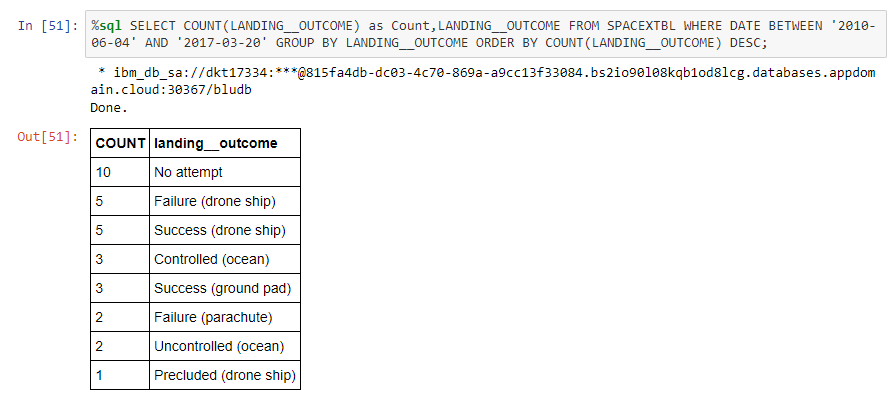 In [51]: %sql SELECT COUNT(LANDING__OUTCOME) as Count,LANDING__OUTCOME FROM SPACEXTBL WHERE DATE BETWEEN '2010-
06-04' AND '2017-03-20' GROUP BY LANDING__OUTCOME ORDER BY COUNT(LANDING__OUTCOME) DESC;
* ibm_db_sa://dkt17334:***@815fa4db-dc03-4c70-869a-a9cc13f33084.bs2io90l08kqb1od8lcg.databases.appdom
ain.cloud:30367/bludb
Done.
Out[51]:
COUNT landing__outcome
10 No attempt
5 Failure (drone ship)
5 Success (drone ship)
3 Controlled (ocean)
3 Success (ground pad)
2 Failure (parachute)
2 Uncontrolled (ocean)
1 Precluded (drone ship)